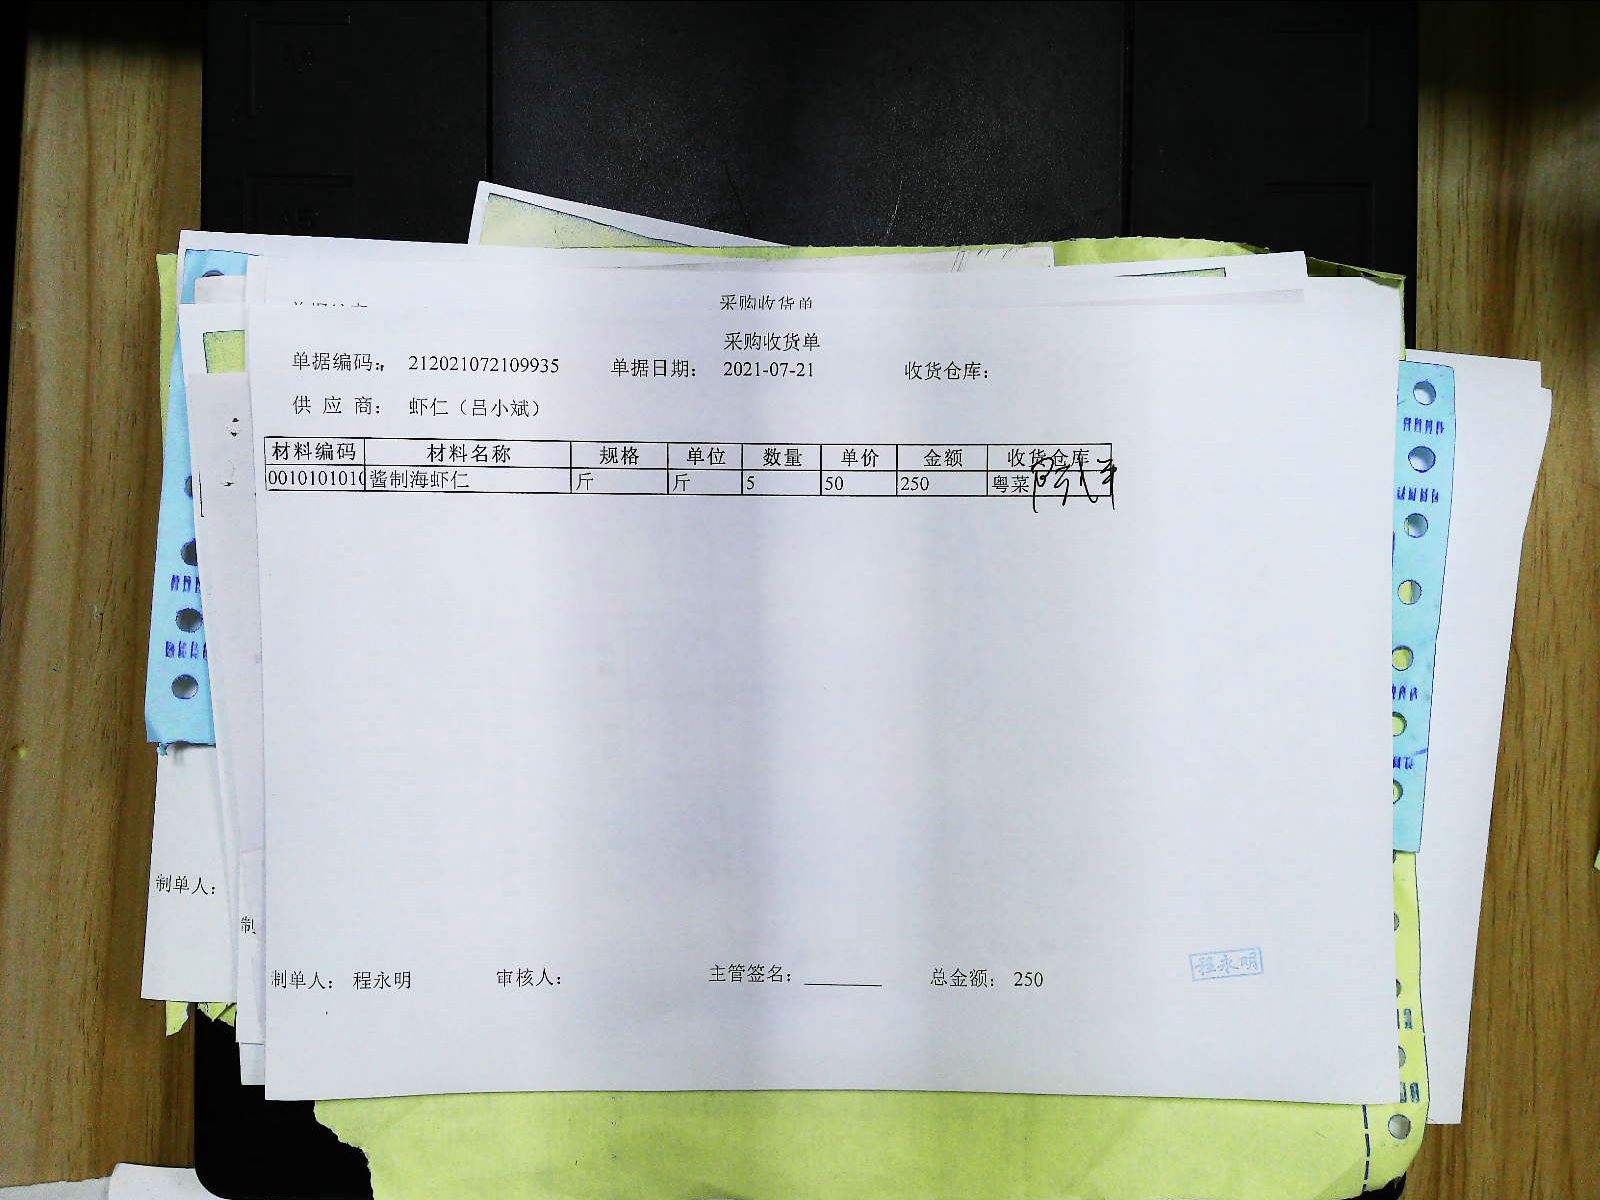 采购收货单
采购收货单
单据编码： 212021072109935 单据日期： 2021-07-21 收货仓库：
供 应 商： 虾仁（吕小斌）
材料编码 材料名称 规格 单位 数量 单价 金额 收货仓库
0010101010 酱制海虾仁 斤 斤 5 50 250 粤菜
制单人：
制
制单人： 程永明 审核人： 主管签名： ________ 总金额： 250
程永明